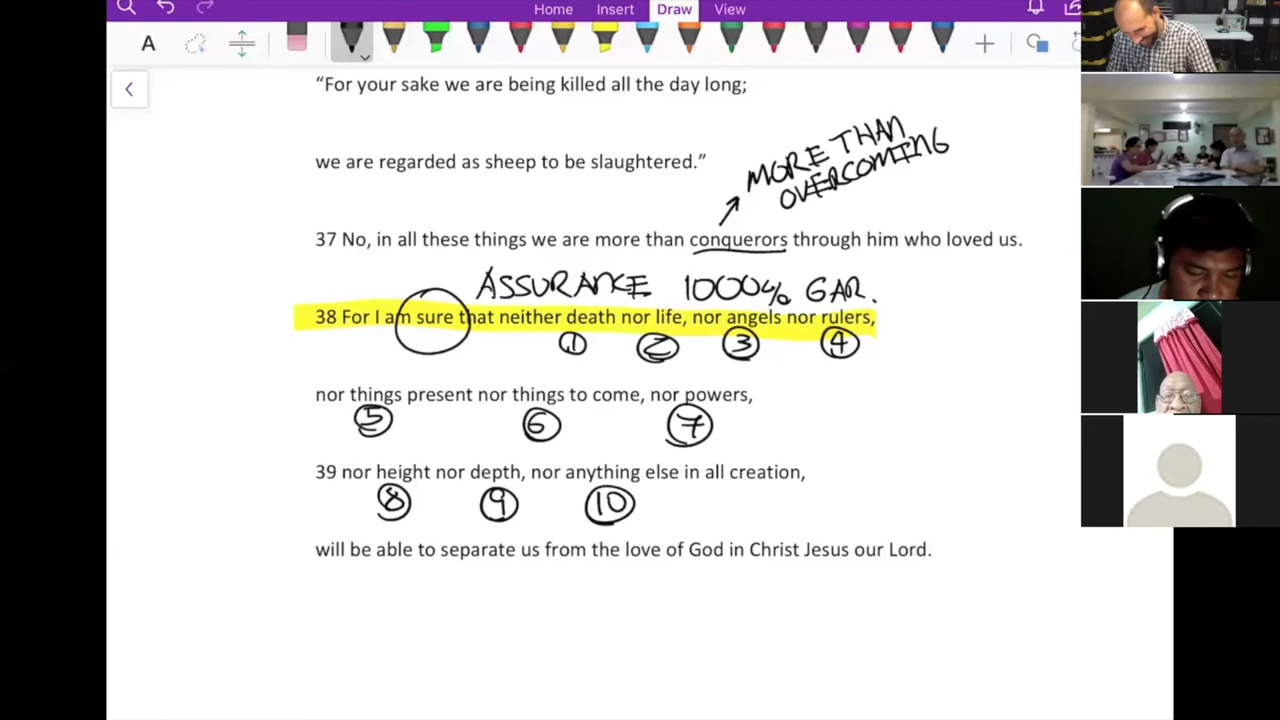 Home Insert Draw View
A
“For your sake we are being killed all the day long;
MORE THAN
OVERCOMING
we are regarded as sheep to be slaughtered.”
37 No, in all these things we are more than conquerors through him who loved us.
ASSURANCE 1000% GAR.
38 For I am sure that neither death nor life, nor angels nor rulers,
1 2 3 4
nor things present nor things to come, nor powers,
5 6 7
39 nor height nor depth, nor anything else in all creation,
8 9 10
will be able to separate us from the love of God in Christ Jesus our Lord.